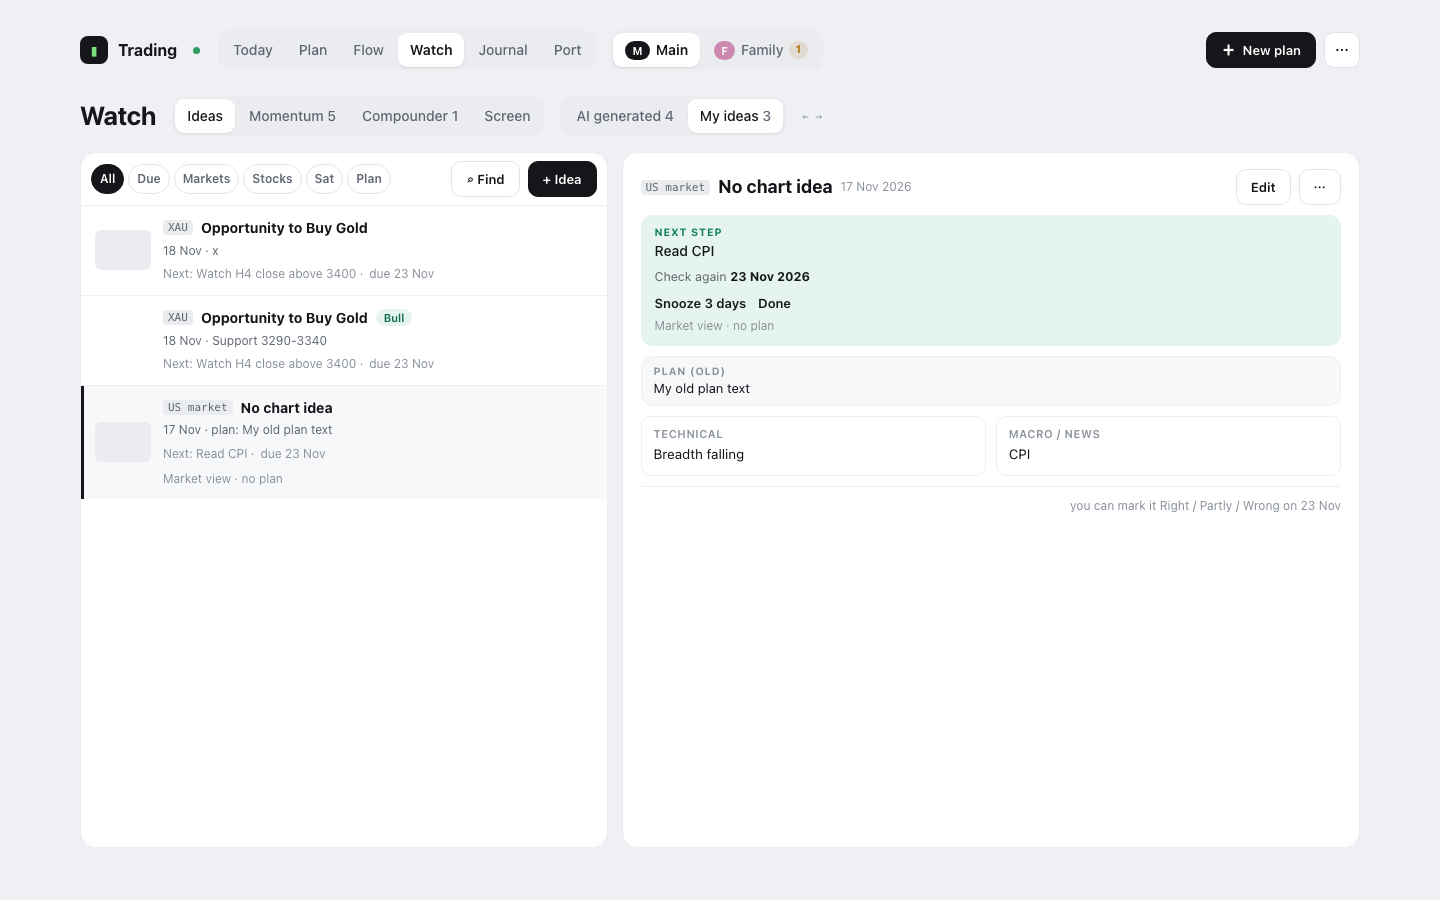 Trading
Today Plan Flow Watch Journal Port
M Main F Family 1
+ New plan
···
Watch
Ideas Momentum 5 Compounder 1 Screen
AI generated 4 My ideas 3
← →
All Due Markets Stocks Sat Plan
⌕ Find + Idea
XAU Opportunity to Buy Gold
18 Nov · x
Next: Watch H4 close above 3400 · due 23 Nov
XAU Opportunity to Buy Gold Bull
18 Nov · Support 3290-3340
Next: Watch H4 close above 3400 · due 23 Nov
US market No chart idea
17 Nov · plan: My old plan text
Next: Read CPI · due 23 Nov
Market view · no plan
US market No chart idea 17 Nov 2026
Edit ···
NEXT STEP
Read CPI
Check again 23 Nov 2026
Snooze 3 days Done
Market view · no plan
PLAN (OLD)
My old plan text
TECHNICAL
Breadth falling
MACRO / NEWS
CPI
you can mark it Right / Partly / Wrong on 23 Nov